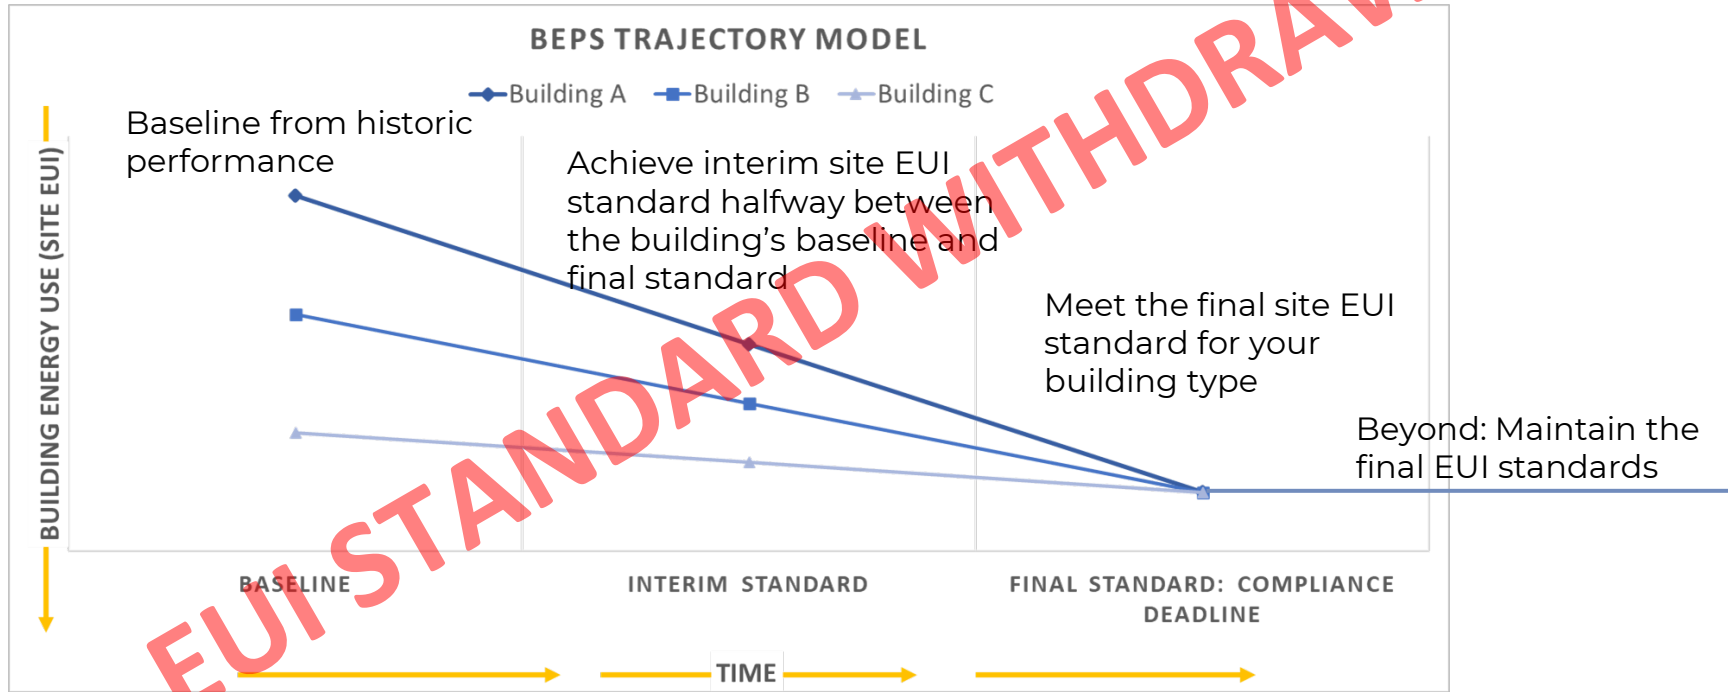 BEPS TRAJECTORY MODEL
Building A
Building B
Building C
Baseline from historic
performance
Achieve interim site EUI
standard halfway between
the building's baseline and
final standard
Meet the final site EUI
standard for your
building type
Beyond: Maintain the
final EUI standards
BUILDING ENERGY USE (SITE EUI)
BASELINE
INTERIM STANDARD
FINAL STANDARD: COMPLIANCE
DEADLINE
TIME
EUI STANDARD WITHDRAW